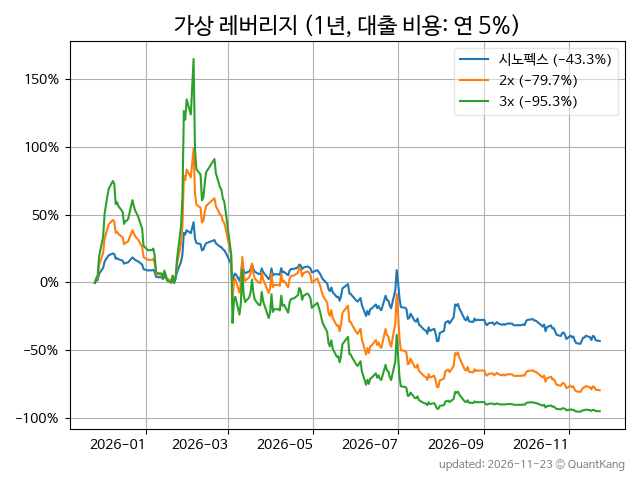 가상 레버리지 (1년, 대출 비용: 연 5%)
시노펙스 (−43.3%)
2x (−79.7%)
3x (−95.3%)
150%
100%
50%
0%
−50%
−100%
2026-01 2026-03 2026-05 2026-07 2026-09 2026-11
updated: 2026-11-23 © QuantKang